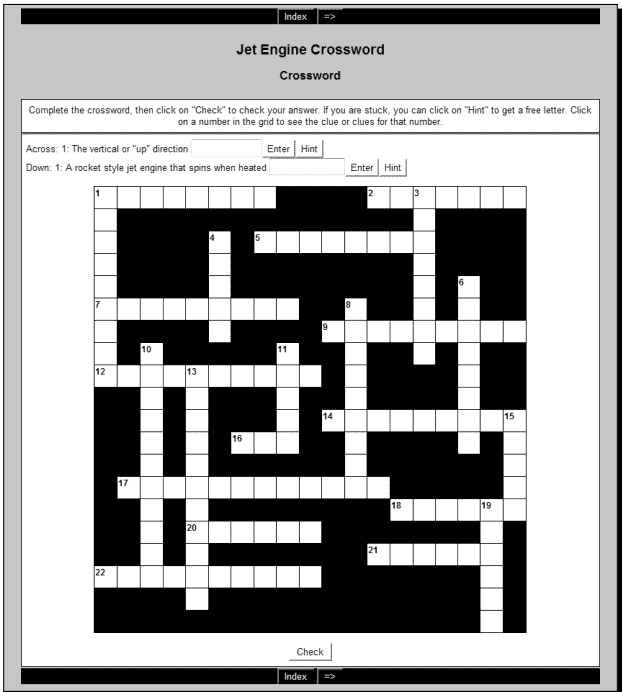 Index =>
Jet Engine Crossword
Crossword
Complete the crossword, then click on "Check" to check your answer. If you are stuck, you can click on "Hint" to get a free letter. Click
on a number in the grid to see the clue or clues for that number.
Across: 1: The vertical or "up" direction Enter Hint
Down: 1: A rocket style jet engine that spins when heated Enter Hint
1 2 3
4 5
6
7 8
9
10 11
12 13
14 15
16
17
18 19
20
21
22
Check
Index =>